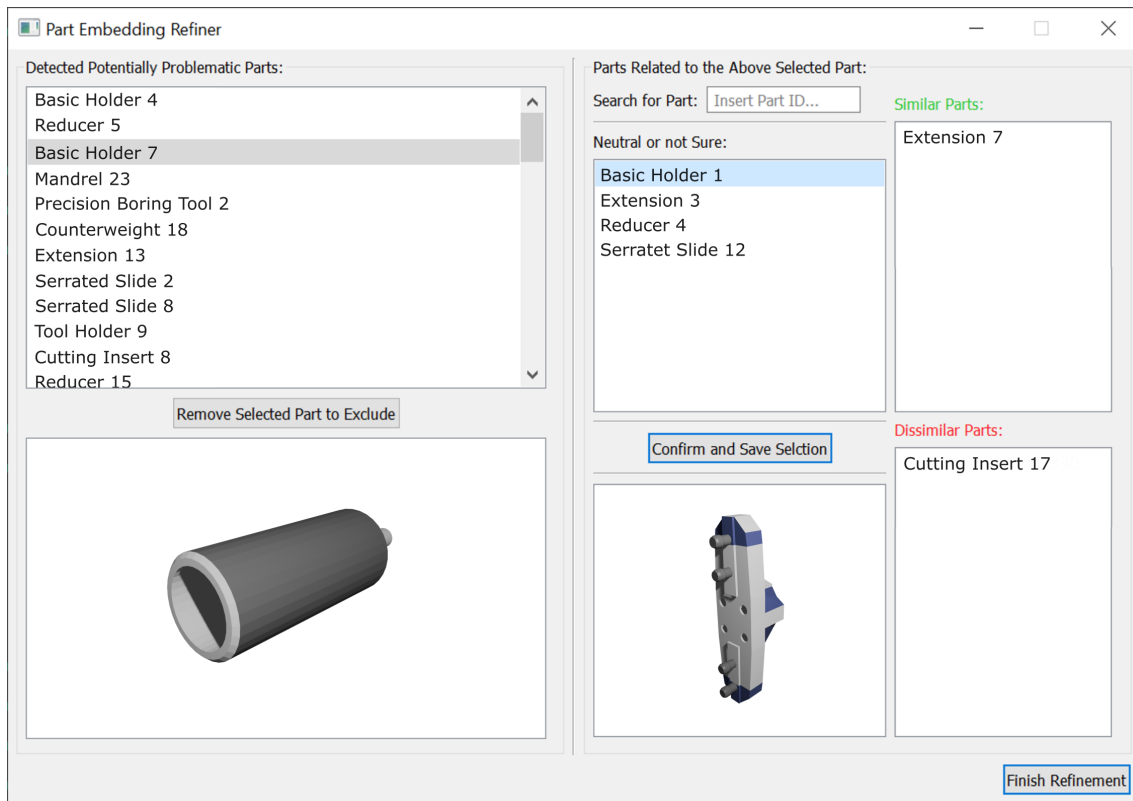 Part Embedding Refiner
Detected Potentially Problematic Parts:
Basic Holder 4
Reducer 5
Basic Holder 7
Mandrel 23
Precision Boring Tool 2
Counterweight 18
Extension 13
Serrated Slide 2
Serrated Slide 8
Tool Holder 9
Cutting Insert 8
Reducer 15
Remove Selected Part to Exclude
Parts Related to the Above Selected Part:
Search for Part: Insert Part ID...
Neutral or not Sure:
Basic Holder 1
Extension 3
Reducer 4
Serratet Slide 12
Confirm and Save Selction
Similar Parts:
Extension 7
Dissimilar Parts:
Cutting Insert 17
Finish Refinement